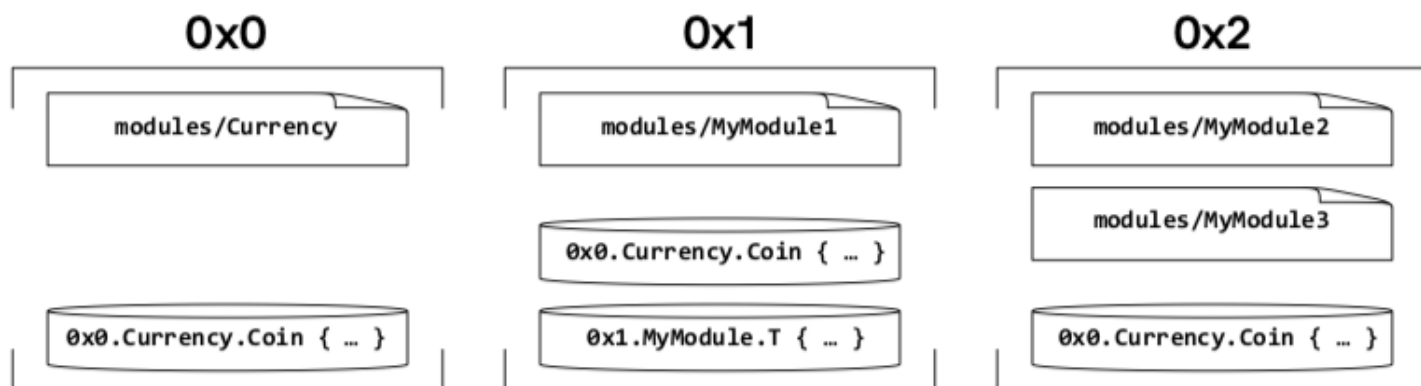 0x0
modules/Currency
0x0.Currency.Coin { … }
0x1
modules/MyModule1
0x0.Currency.Coin { … }
0x1.MyModule.T { … }
0x2
modules/MyModule2
modules/MyModule3
0x0.Currency.Coin { … }